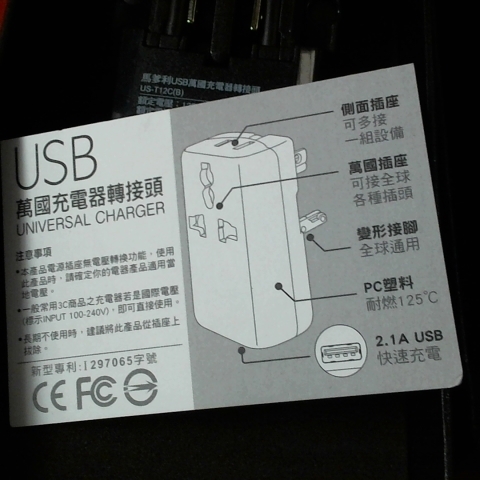 馬爹利USB萬國充電器轉接頭
US-T12C(B)
USB
萬國充電器轉接頭
UNIVERSAL CHARGER
注意事項
•本產品電源插座無電壓轉換功能，使用
此產品時，請確定你的電器產品適用當
地電壓。
•一般常用3C商品之充電器若是國際電壓
(標示INPUT 100-240V)，即可直接使用。
•長期不使用時，建議將此產品從插座上
拔除。
新型專利:I297065字號
CE FC
側面插座
可多接
一組設備
萬國插座
可接全球
各種插頭
變形接腳
全球通用
PC塑料
耐燃125°C
2.1A USB
快速充電